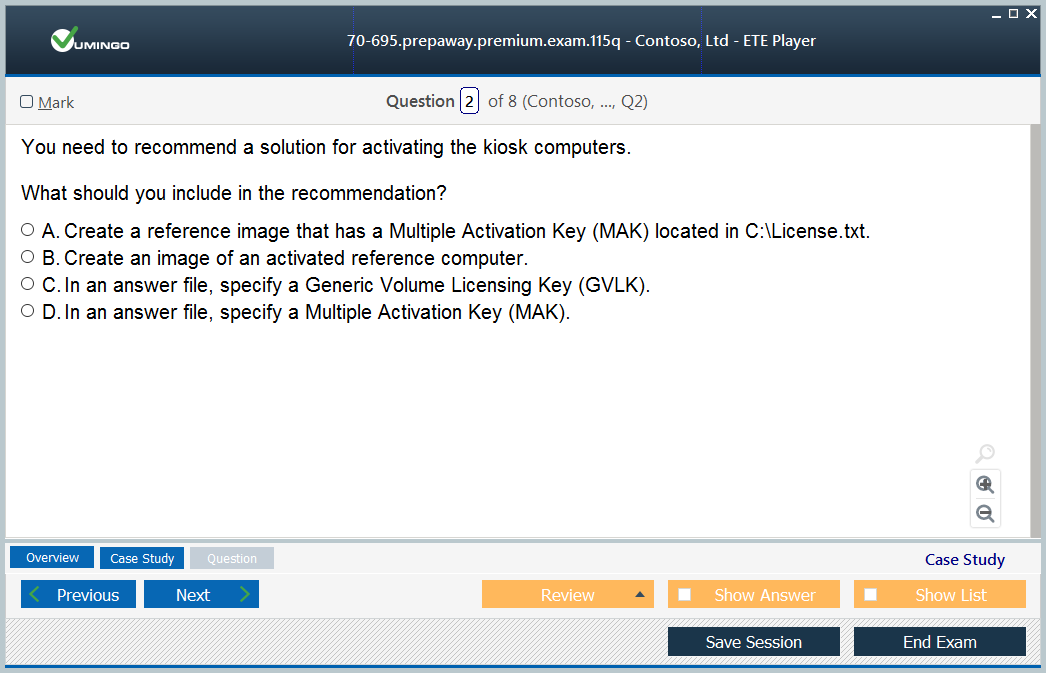 VUMINGO
70-695.prepaway.premium.exam.115q - Contoso, Ltd - ETE Player
Mark
Question 2 of 8 (Contoso, ..., Q2)
You need to recommend a solution for activating the kiosk computers.
What should you include in the recommendation?
A. Create a reference image that has a Multiple Activation Key (MAK) located in C:\License.txt.
B. Create an image of an activated reference computer.
C. In an answer file, specify a Generic Volume Licensing Key (GVLK).
D. In an answer file, specify a Multiple Activation Key (MAK).
Overview Case Study Question Case Study
Previous Next Review Show Answer Show List
Save Session End Exam